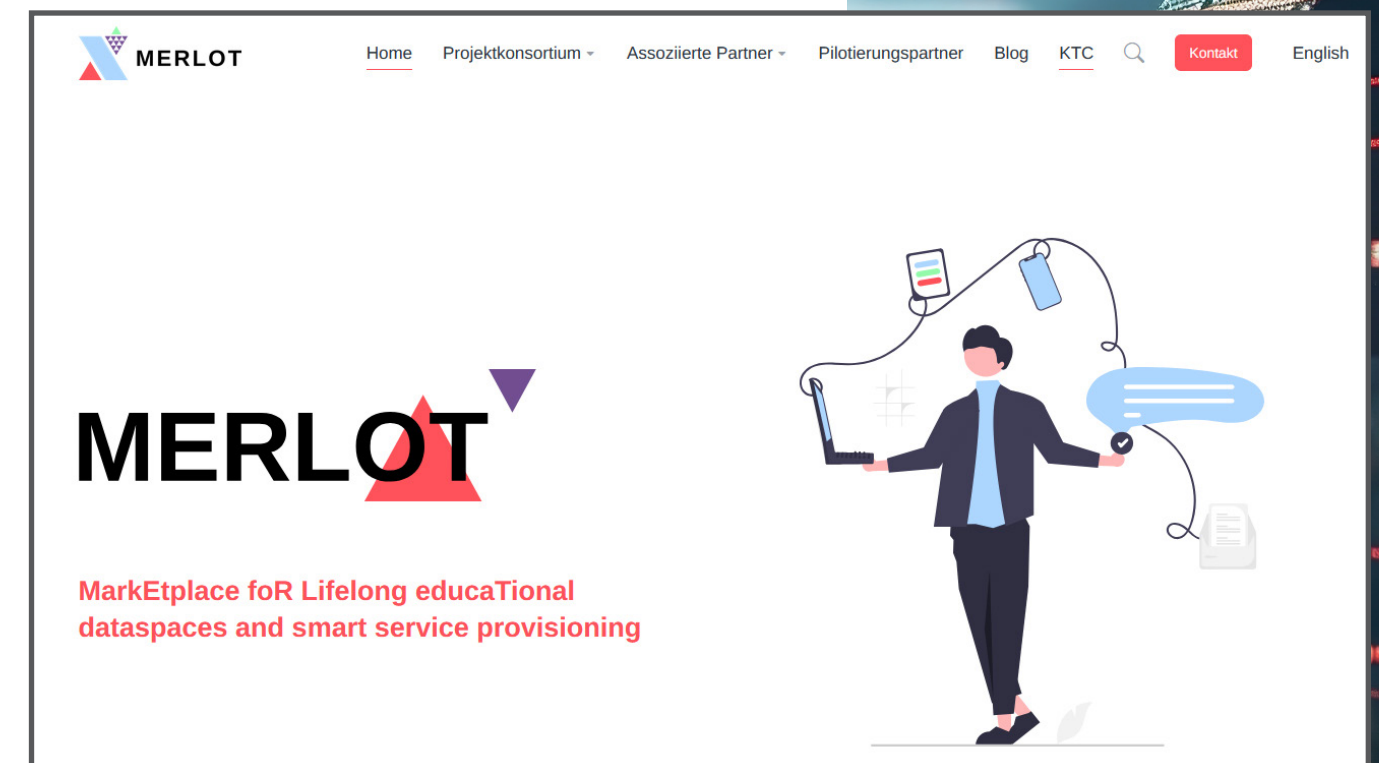 MERLOT
Home Projektkonsortium Assoziierte Partner Pilotierungspartner Blog KTC Kontakt English
MERLOT
MarkEtplace foR Lifelong educaTional
dataspaces and smart service provisioning